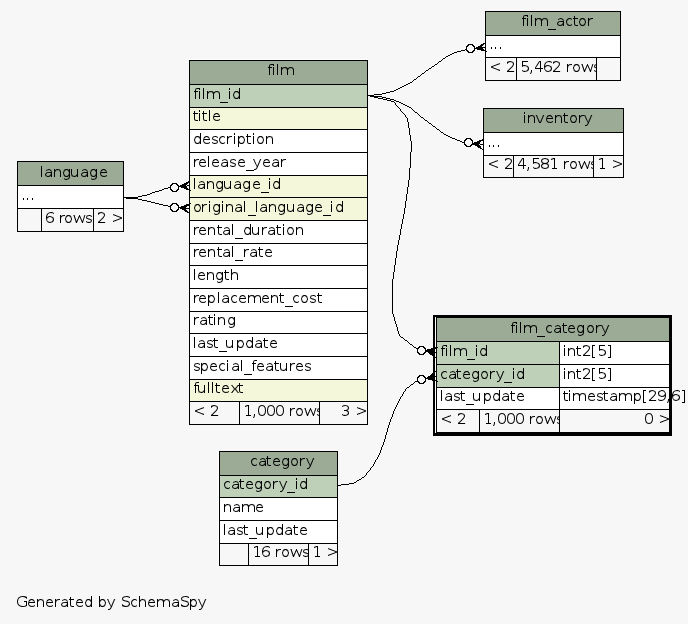 film_actor
...
< 2 5,462 rows
film
film_id
title
description
release_year
language_id
original_language_id
rental_duration
rental_rate
length
replacement_cost
rating
last_update
special_features
fulltext
< 2 1,000 rows 3 >
inventory
...
< 2 4,581 rows 1 >
language
...
6 rows 2 >
film_category
film_id int2[5]
category_id int2[5]
last_update timestamp[29,6]
< 2 1,000 rows 0 >
category
category_id
name
last_update
16 rows 1 >
Generated by SchemaSpy